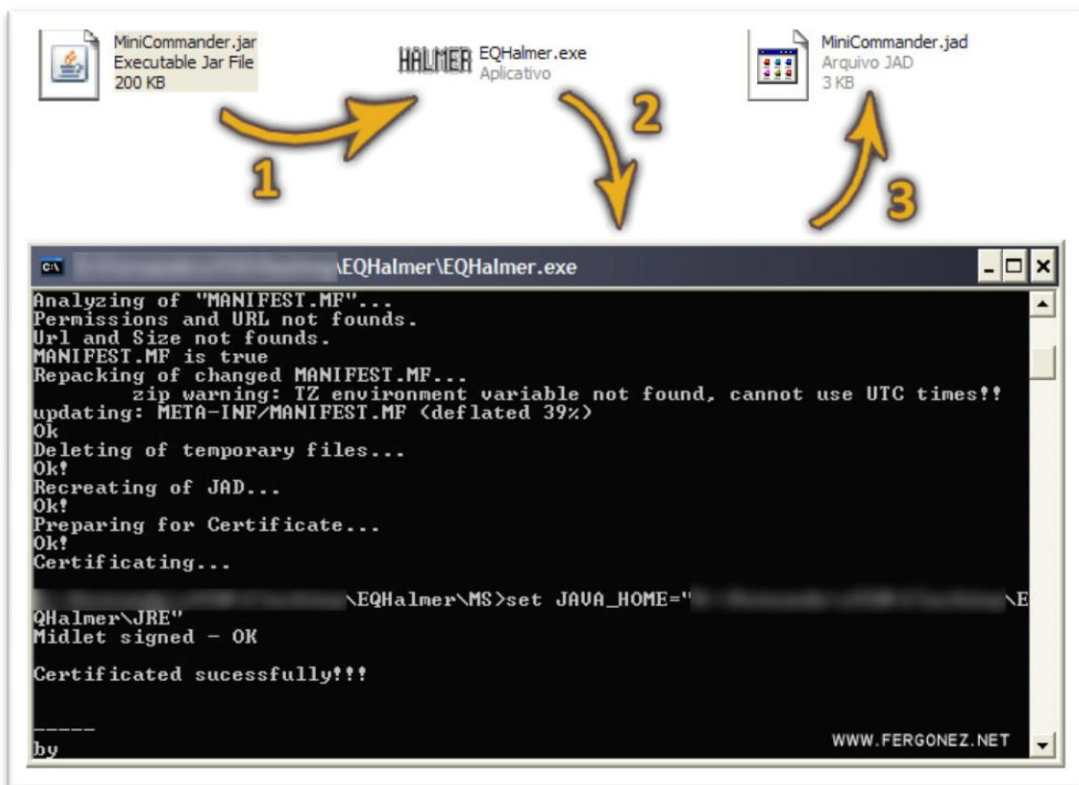 MiniCommander.jar
Executable Jar File
200 KB
HALMER
EQHalmer.exe
Aplicativo
MiniCommander.jad
Arquivo JAD
3 KB
1
2
3
C:\
\EQHalmer\EQHalmer.exe
Analyzing of "MANIFEST.MF"...
Permissions and URL not founds.
Url and Size not founds.
MANIFEST.MF is true
Repacking of changed MANIFEST.MF...
zip warning: TZ environment variable not found, cannot use UTC times!!
updating: META-INF/MANIFEST.MF (deflated 39%)
Ok
Deleting of temporary files...
Ok!
Recreating of JAD...
Ok!
Preparing for Certificate...
Ok!
Certificating...
\EQHalmer\MS>set JAVA_HOME=" \E
QHalmer\JRE"
Midlet signed - OK
Certificated sucessfully!!!
-----
by
WWW.FERGONEZ.NET